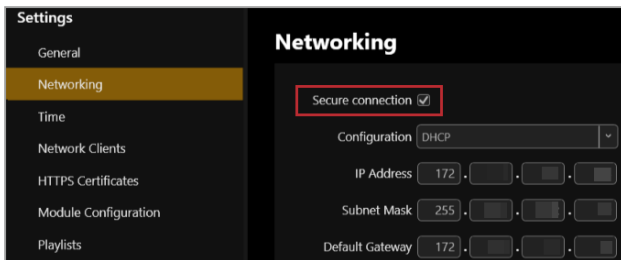 Settings
General
Networking
Time
Network Clients
HTTPS Certificates
Module Configuration
Playlists
Networking
Secure connection
Configuration DHCP
IP Address 172 . . .
Subnet Mask 255 . . .
Default Gateway 172 . . .